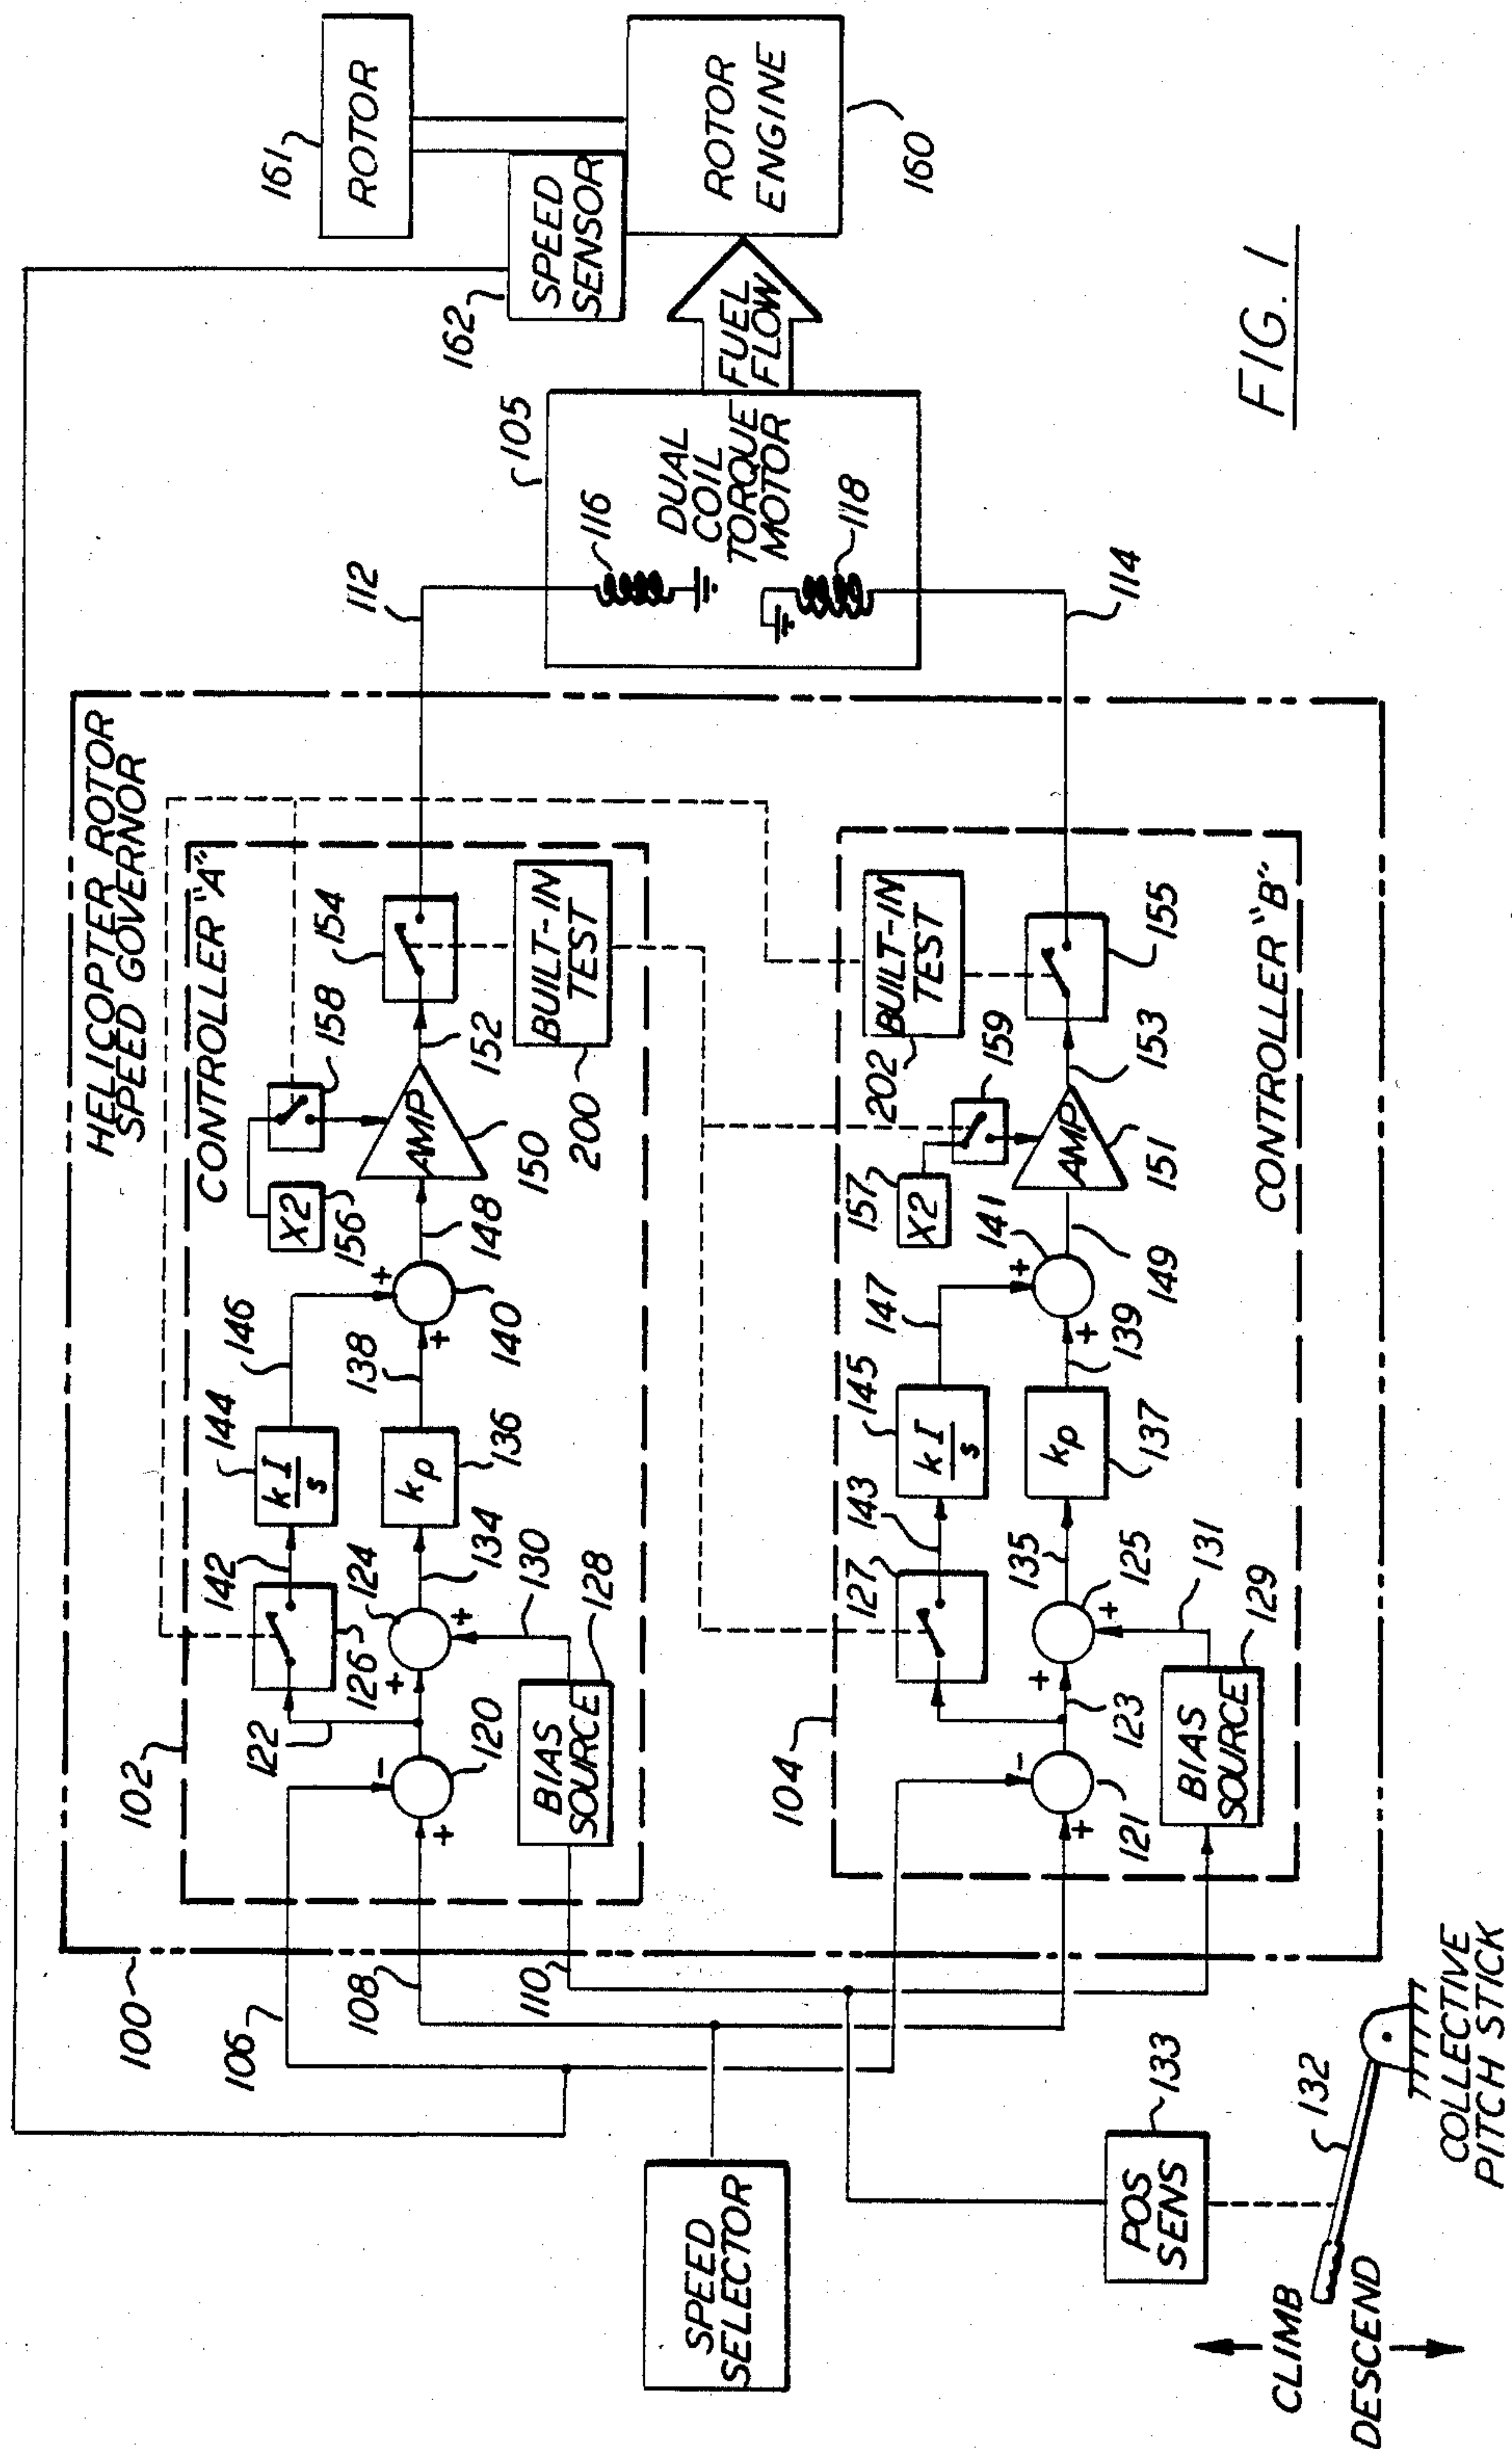 161
ROTOR
162
SPEED
SENSOR
ROTOR
ENGINE
160
FUEL
FLOW
105
DUAL
COIL
TORQUE
MOTOR
116
118
112
114
HELICOPTER ROTOR
SPEED GOVERNOR
100
CONTROLLER "A"
102
106
108
110
120
-
+
122
124
+
+
126
BIAS
SOURCE
128
130
134
142
144
kI
s
kp
136
138
146
+
+
140
148
X2
156
158
AMP
150
152
154
BUILT-IN
TEST
200
CONTROLLER "B"
104
121
-
+
123
125
+
+
127
BIAS
SOURCE
129
131
135
143
145
kI
s
kp
137
139
147
+
+
141
149
X2
157
159
AMP
151
153
155
BUILT-IN
TEST
202
SPEED
SELECTOR
POS
SENS
133
132
COLLECTIVE
PITCH STICK
CLIMB
DESCEND
FIG. 1